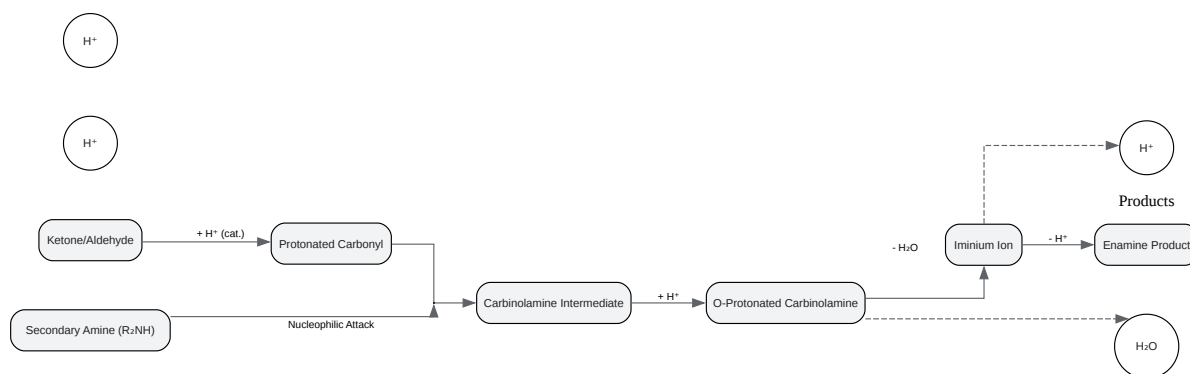 H⁺
H⁺
H⁺
Products
Ketone/Aldehyde
+ H⁺ (cat.)
Protonated Carbonyl
- H₂O
Iminium Ion
- H⁺
Enamine Product
Carbinolamine Intermediate
+ H⁺
O-Protonated Carbinolamine
Secondary Amine (R₂NH)
Nucleophilic Attack
H₂O